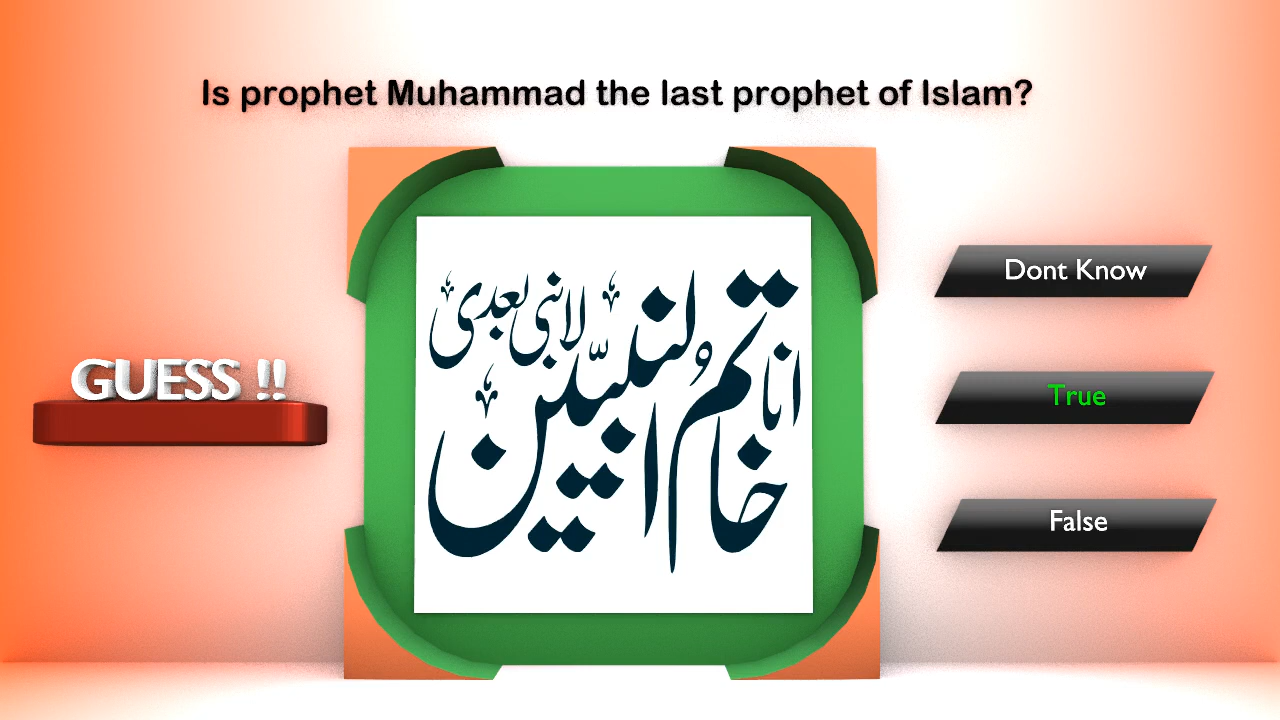 Is prophet Muhammad the last prophet of Islam?
انا خاتم النبیین لا نبی بعدی
GUESS !!
Dont Know
True
False